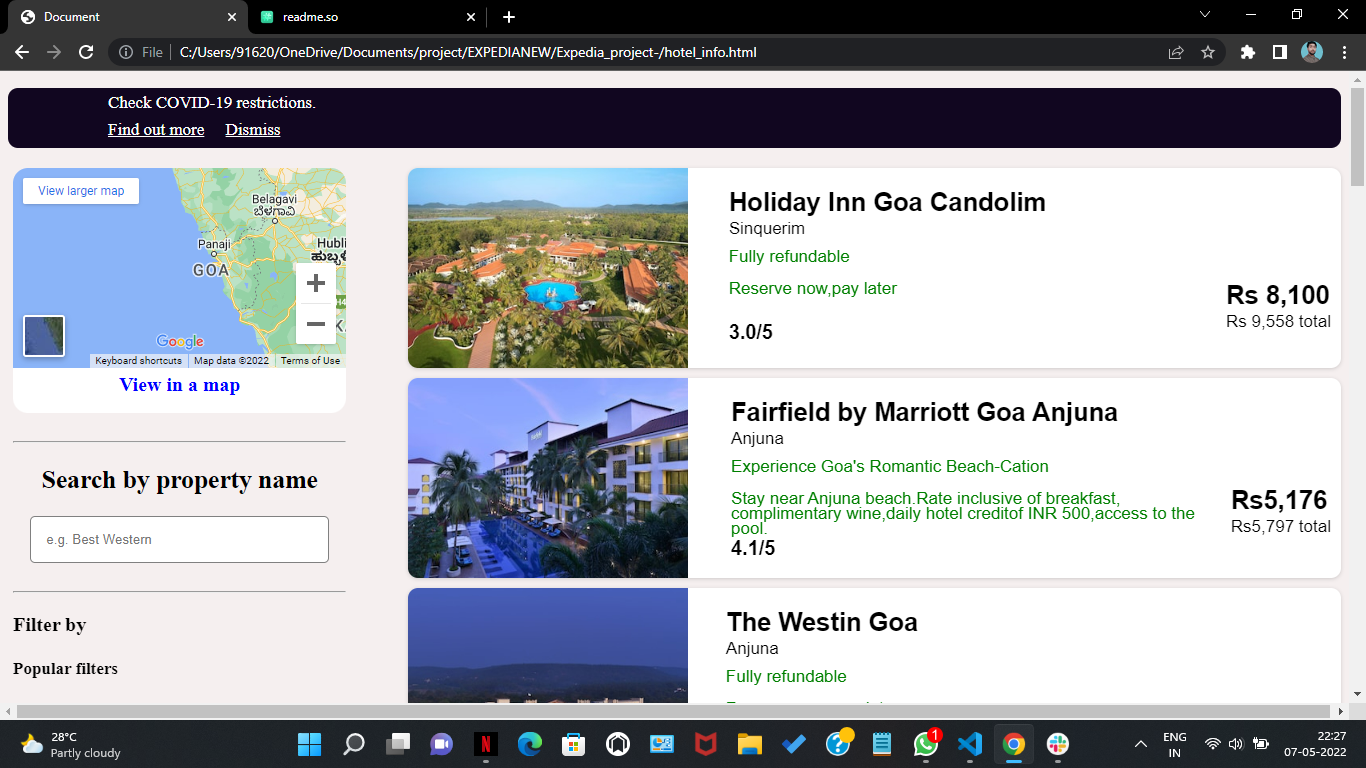 Document
readme.so
File
C:/Users/91620/OneDrive/Documents/project/EXPEDIANEW/Expedia_project-/hotel_info.html
Check COVID-19 restrictions.
Find out more Dismiss
View larger map
Belagavi
ಬೆಳಗಾವಿ
Panaji
GOA
Hubli
ಹುಬ್ಬಳ
H4
KA
Google
Keyboard shortcuts Map data ©2022 Terms of Use
View in a map
Search by property name
e.g. Best Western
Filter by
Popular filters
Holiday Inn Goa Candolim
Sinquerim
Fully refundable
Reserve now,pay later
3.0/5
Rs 8,100
Rs 9,558 total
Fairfield by Marriott Goa Anjuna
Anjuna
Experience Goa's Romantic Beach-Cation
Stay near Anjuna beach.Rate inclusive of breakfast,
complimentary wine,daily hotel creditof INR 500,access to the
pool.
4.1/5
Rs5,176
Rs5,797 total
The Westin Goa
Anjuna
Fully refundable
28°C
Partly cloudy
1
ENG
IN
22:27
07-05-2022